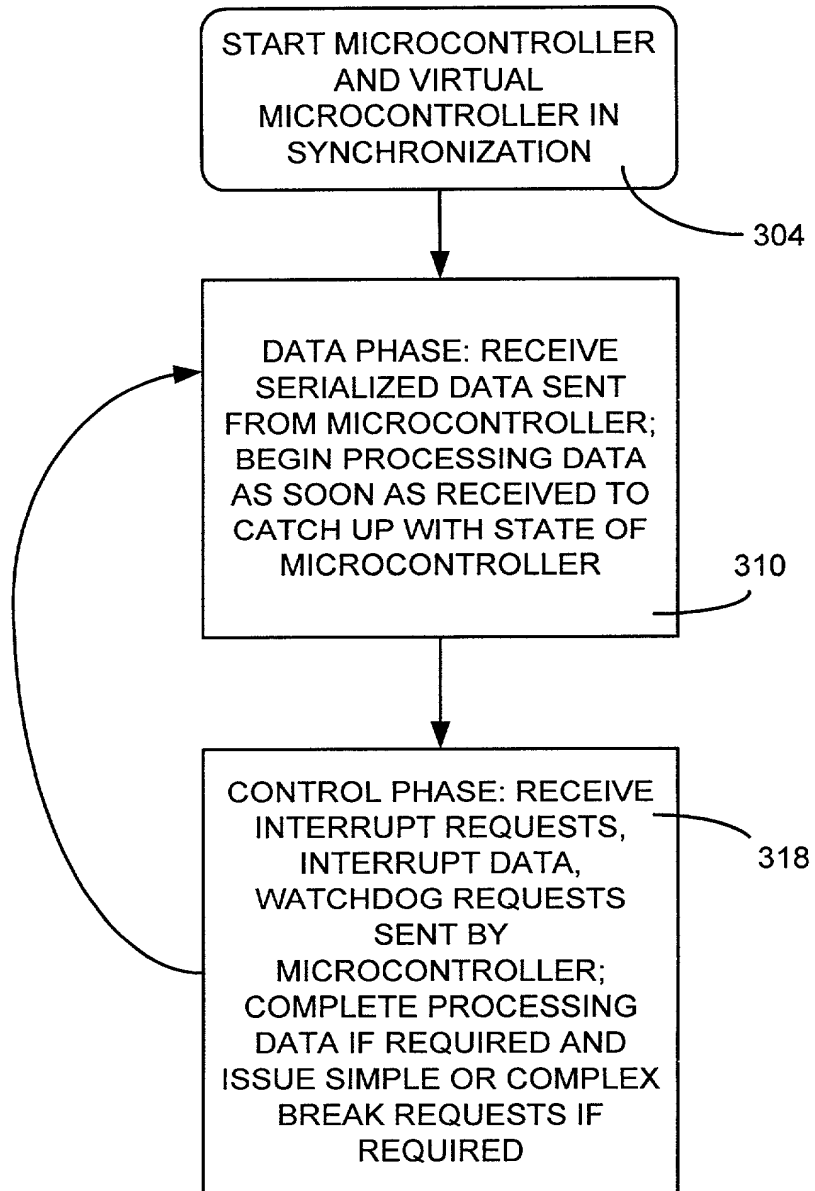 START MICROCONTROLLER
AND VIRTUAL
MICROCONTROLLER IN
SYNCHRONIZATION
304
DATA PHASE: RECEIVE
SERIALIZED DATA SENT
FROM MICROCONTROLLER;
BEGIN PROCESSING DATA
AS SOON AS RECEIVED TO
CATCH UP WITH STATE OF
MICROCONTROLLER
310
CONTROL PHASE: RECEIVE
INTERRUPT REQUESTS,
INTERRUPT DATA,
WATCHDOG REQUESTS
SENT BY
MICROCONTROLLER;
COMPLETE PROCESSING
DATA IF REQUIRED AND
ISSUE SIMPLE OR COMPLEX
BREAK REQUESTS IF
REQUIRED
318